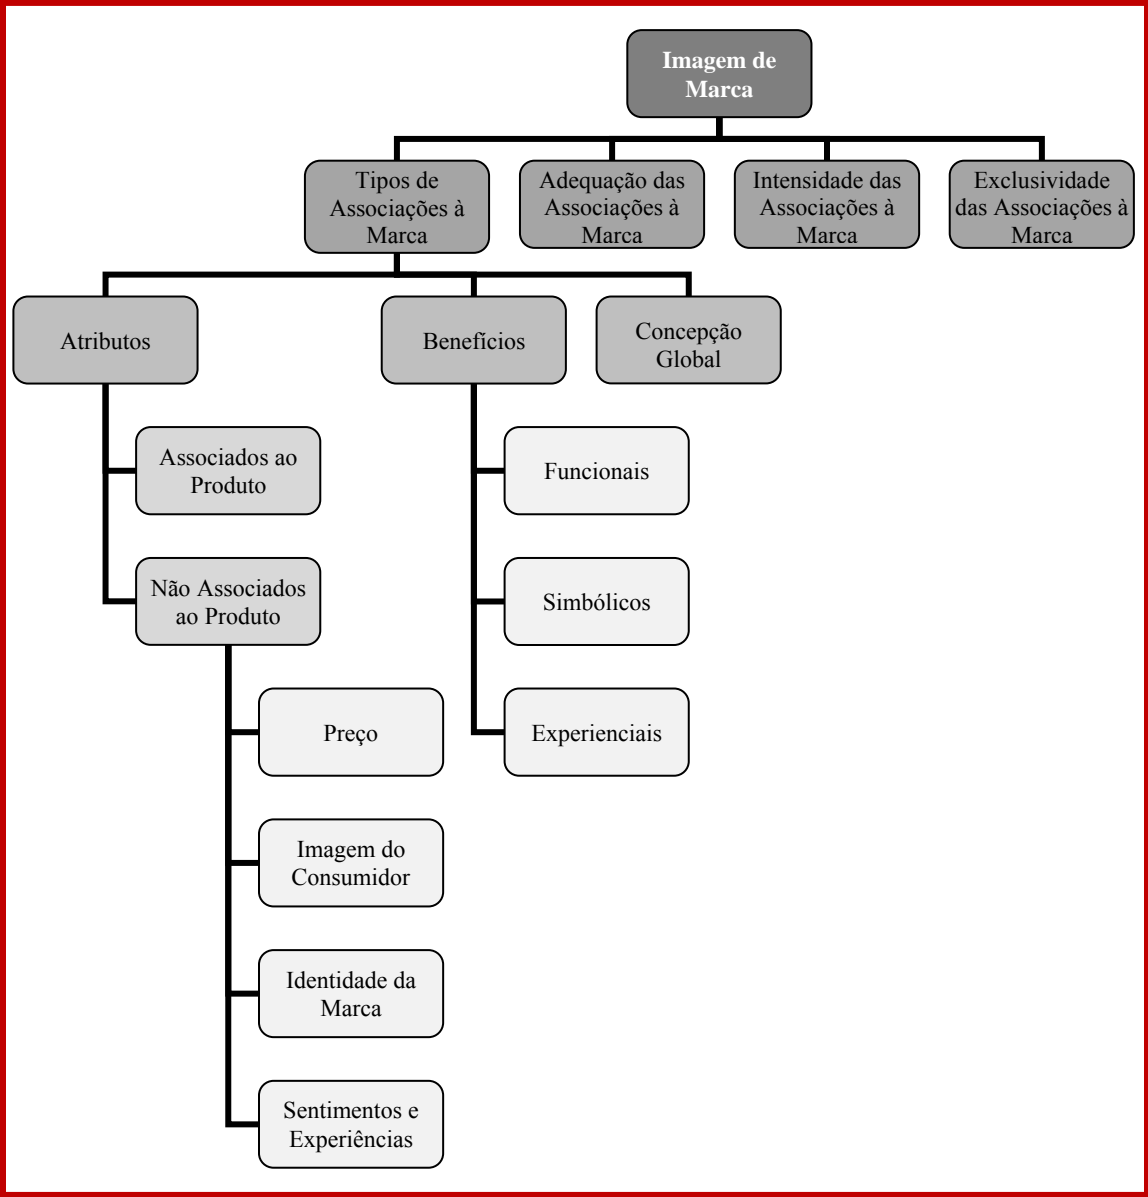 Imagem de
Marca
Tipos de
Associações à
Marca
Adequação das
Associações à
Marca
Intensidade das
Associações à
Marca
Exclusividade
das Associações à
Marca
Atributos
Benefícios
Concepção
Global
Associados ao
Produto
Não Associados
ao Produto
Preço
Imagem do
Consumidor
Identidade da
Marca
Sentimentos e
Experiências
Funcionais
Simbólicos
Experienciais